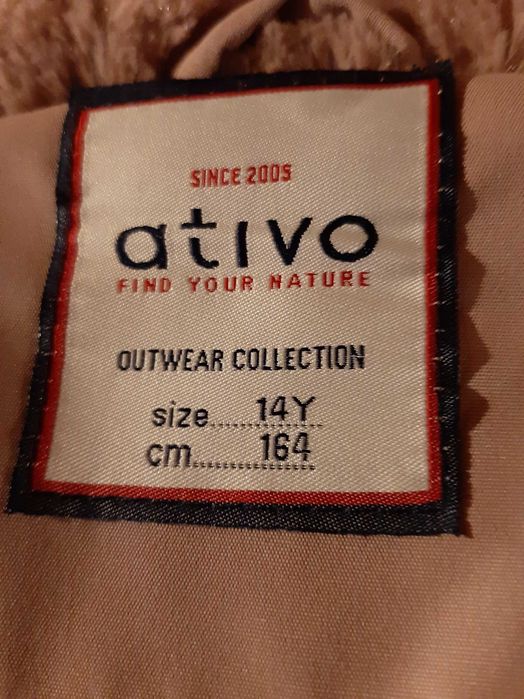 SINCE 2005
ativo
FIND YOUR NATURE
OUTWEAR COLLECTION
size......14Y
cm......164